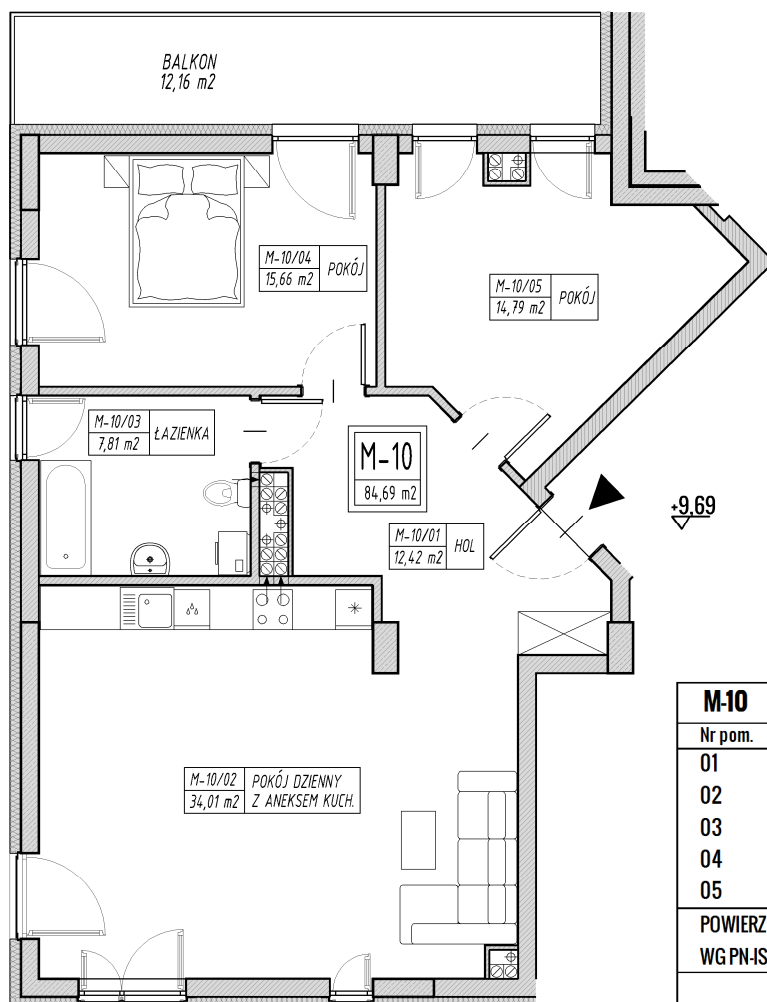 BALKON
12,16 m2
M-10/04
15,66 m2
POKÓJ
M-10/05
14,79 m2
POKÓJ
M-10/03
7,81 m2
ŁAZIENKA
M-10
84,69 m2
+9,69
M-10/01
12,42 m2
HOL
M-10/02
34,01 m2
POKÓJ DZIENNY
Z ANEKSEM KUCH.
M-10
Nr pom.
01
02
03
04
05
POWIERZ
WG PN-IS